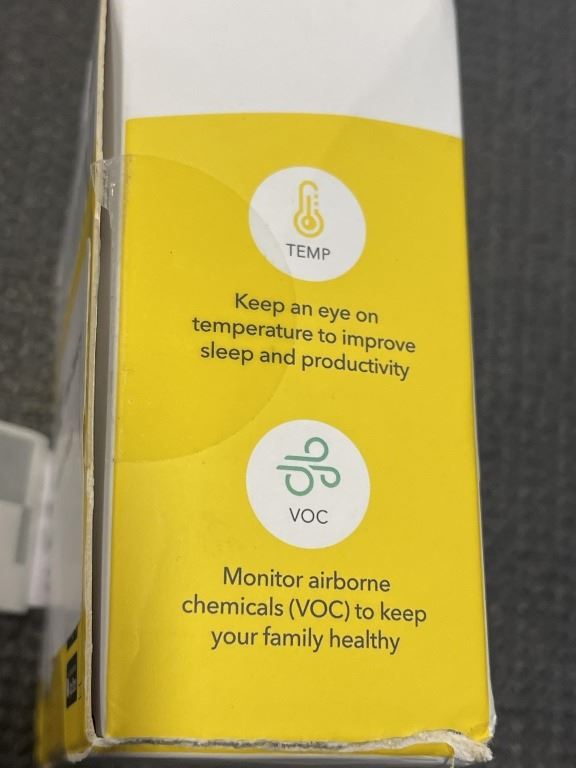 TEMP
Keep an eye on
temperature to improve
sleep and productivity
VOC
Monitor airborne
chemicals (VOC) to keep
your family healthy